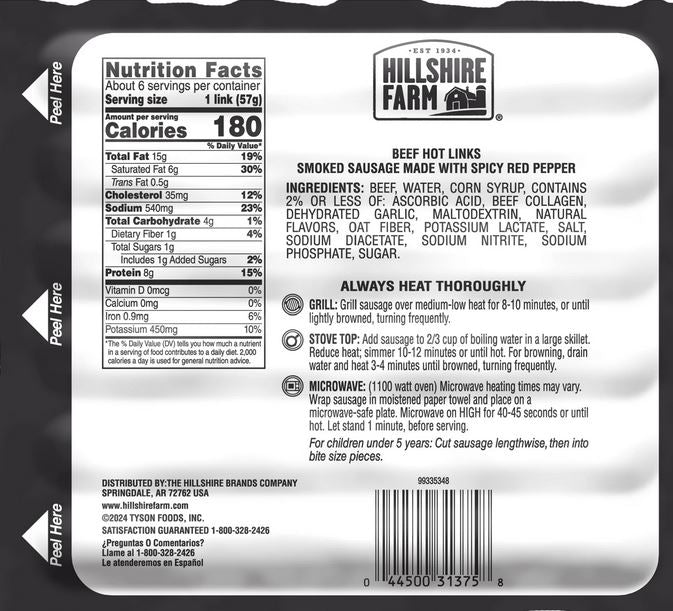 Peel Here
Peel Here
Peel Here
Nutrition Facts
About 6 servings per container
Serving size 1 link (57g)
Amount per serving
Calories 180
% Daily Value*
Total Fat 15g 19%
Saturated Fat 6g 30%
Trans Fat 0.5g
Cholesterol 35mg 12%
Sodium 540mg 23%
Total Carbohydrate 4g 1%
Dietary Fiber 1g 4%
Total Sugars 1g
Includes 1g Added Sugars 2%
Protein 8g 15%
Vitamin D 0mcg 0%
Calcium 0mg 0%
Iron 0.9mg 6%
Potassium 450mg 10%
*The % Daily Value (DV) tells you how much a nutrient
in a serving of food contributes to a daily diet. 2,000
calories a day is used for general nutrition advice.
•EST 1934•
HILLSHIRE
FARM
®
BEEF HOT LINKS
SMOKED SAUSAGE MADE WITH SPICY RED PEPPER
INGREDIENTS: BEEF, WATER, CORN SYRUP, CONTAINS
2% OR LESS OF: ASCORBIC ACID, BEEF COLLAGEN,
DEHYDRATED GARLIC, MALTODEXTRIN, NATURAL
FLAVORS, OAT FIBER, POTASSIUM LACTATE, SALT,
SODIUM DIACETATE, SODIUM NITRITE, SODIUM
PHOSPHATE, SUGAR.
ALWAYS HEAT THOROUGHLY
GRILL: Grill sausage over medium-low heat for 8-10 minutes, or until
lightly browned, turning frequently.
STOVE TOP: Add sausage to 2/3 cup of boiling water in a large skillet.
Reduce heat; simmer 10-12 minutes or until hot. For browning, drain
water and heat 3-4 minutes until browned, turning frequently.
MICROWAVE: (1100 watt oven) Microwave heating times may vary.
Wrap sausage in moistened paper towel and place on a
microwave-safe plate. Microwave on HIGH for 40-45 seconds or until
hot. Let stand 1 minute, before serving.
For children under 5 years: Cut sausage lengthwise, then into
bite size pieces.
DISTRIBUTED BY:THE HILLSHIRE BRANDS COMPANY
SPRINGDALE, AR 72762 USA
www.hillshirefarm.com
©2024 TYSON FOODS, INC.
SATISFACTION GUARANTEED 1-800-328-2426
¿Preguntas O Comentarios?
Llame al 1-800-328-2426
Le atenderemos en Español
99335348
0 44500 31375 8